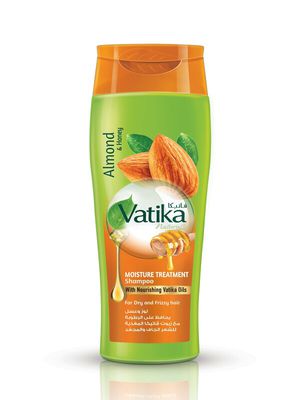 Almond
& Honey
فاتيكا
Vatika
Naturals
MOISTURE TREATMENT
Shampoo
With Nourishing Vatika Oils
For Dry and Frizzy hair
لوز وعسل
يحافظ على الرطوبة
مع زيوت فاتيكا المغذية
للشعر الجاف والمجعد